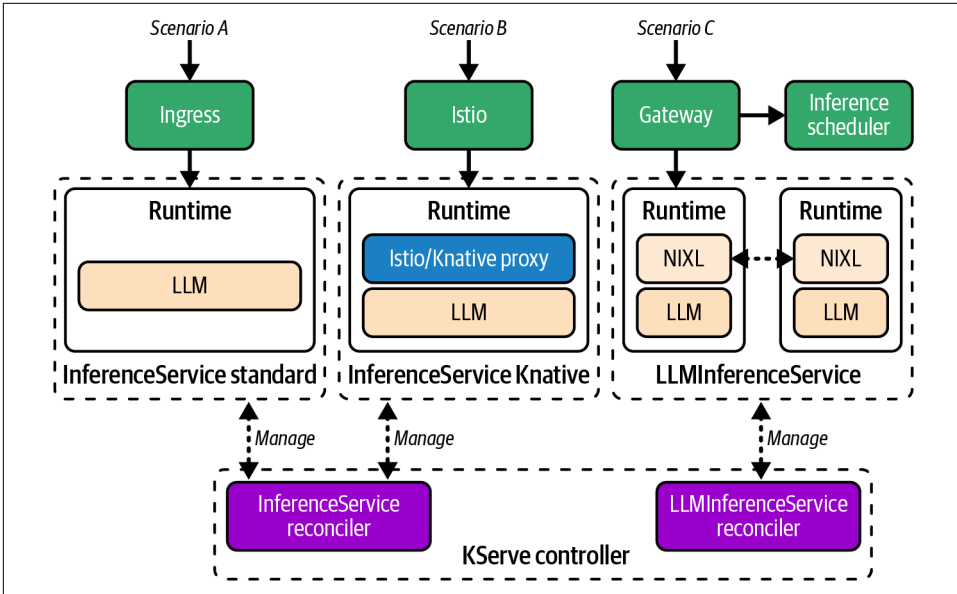 Scenario A
Scenario B
Scenario C
Ingress
Istio
Gateway
Inference
scheduler
Runtime
LLM
InferenceService standard
Runtime
Istio/Knative proxy
LLM
InferenceService Knative
Runtime
NIXL
LLM
Runtime
NIXL
LLM
LLMInferenceService
Manage
Manage
Manage
InferenceService
reconciler
LLMInferenceService
reconciler
KServe controller